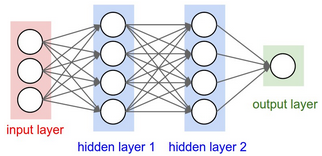 input layer
hidden layer 1
hidden layer 2
output layer